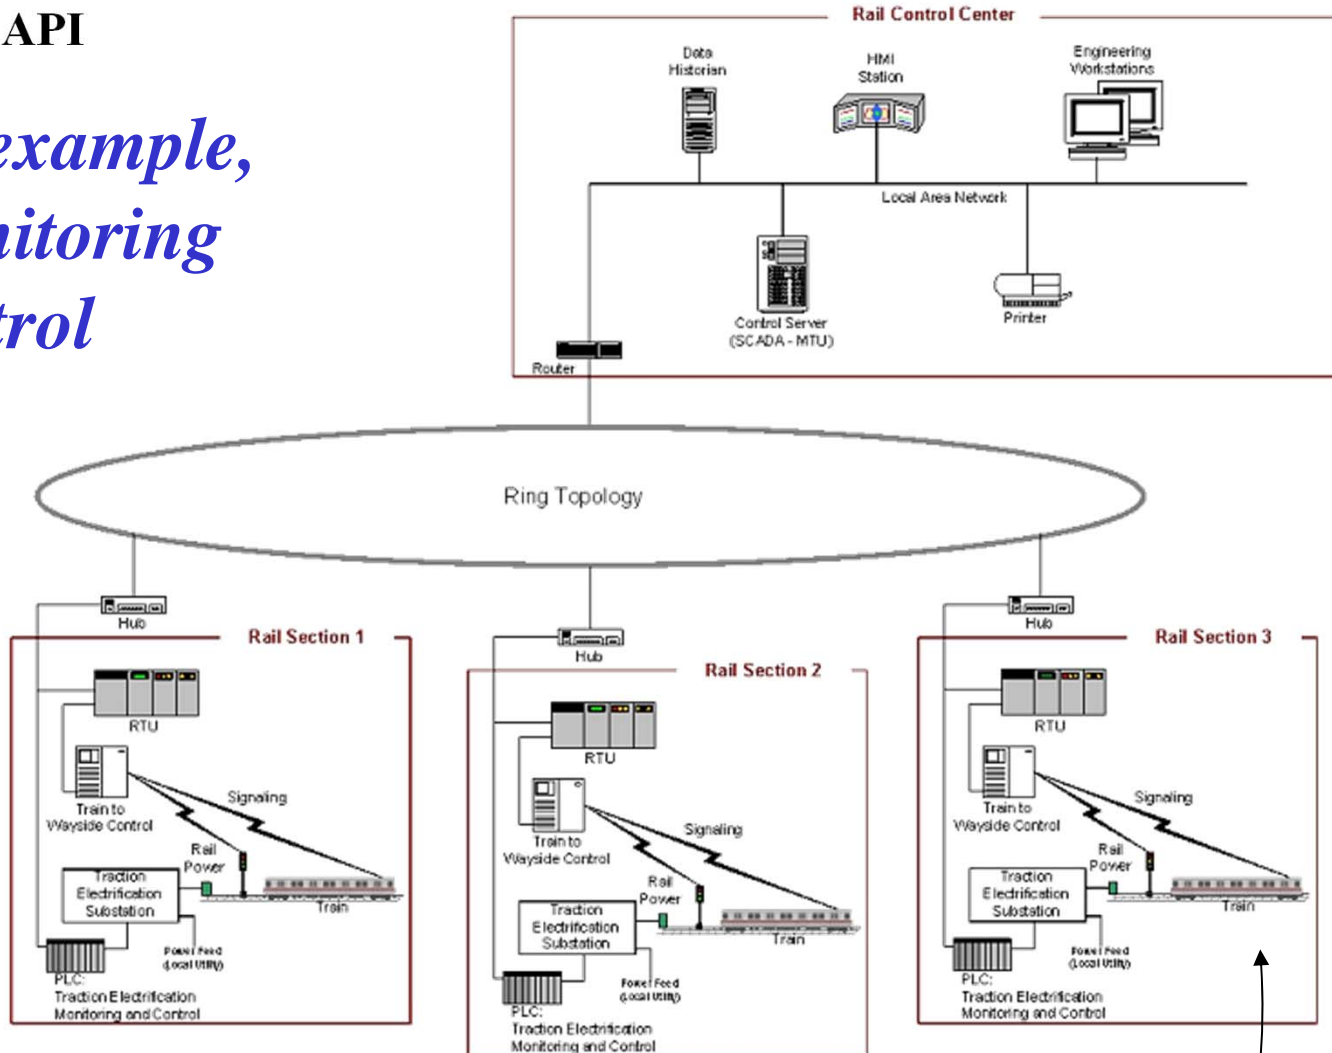 API
example,
nitoring
trol
Rail Control Center
Data
Historian
HMI
Station
Engineering
Workstations
Local Area Network
Control Server
(SCADA - MTU)
Printer
Router
Ring Topology
Hub
Rail Section 1
RTU
Train to
Wayside Control
Signaling
Rail
Power
Traction
Electrification
Substation
Train
Power Feed
(Local Utility)
PLC:
Traction Electrification
Monitoring and Control
Hub
Rail Section 2
RTU
Train to
Wayside Control
Signaling
Rail
Power
Traction
Electrification
Substation
Train
Power Feed
(Local Utility)
PLC:
Traction Electrification
Monitoring and Control
Hub
Rail Section 3
RTU
Train to
Wayside Control
Signaling
Rail
Power
Traction
Electrification
Substation
Train
Power Feed
(Local Utility)
PLC:
Traction Electrification
Monitoring and Control